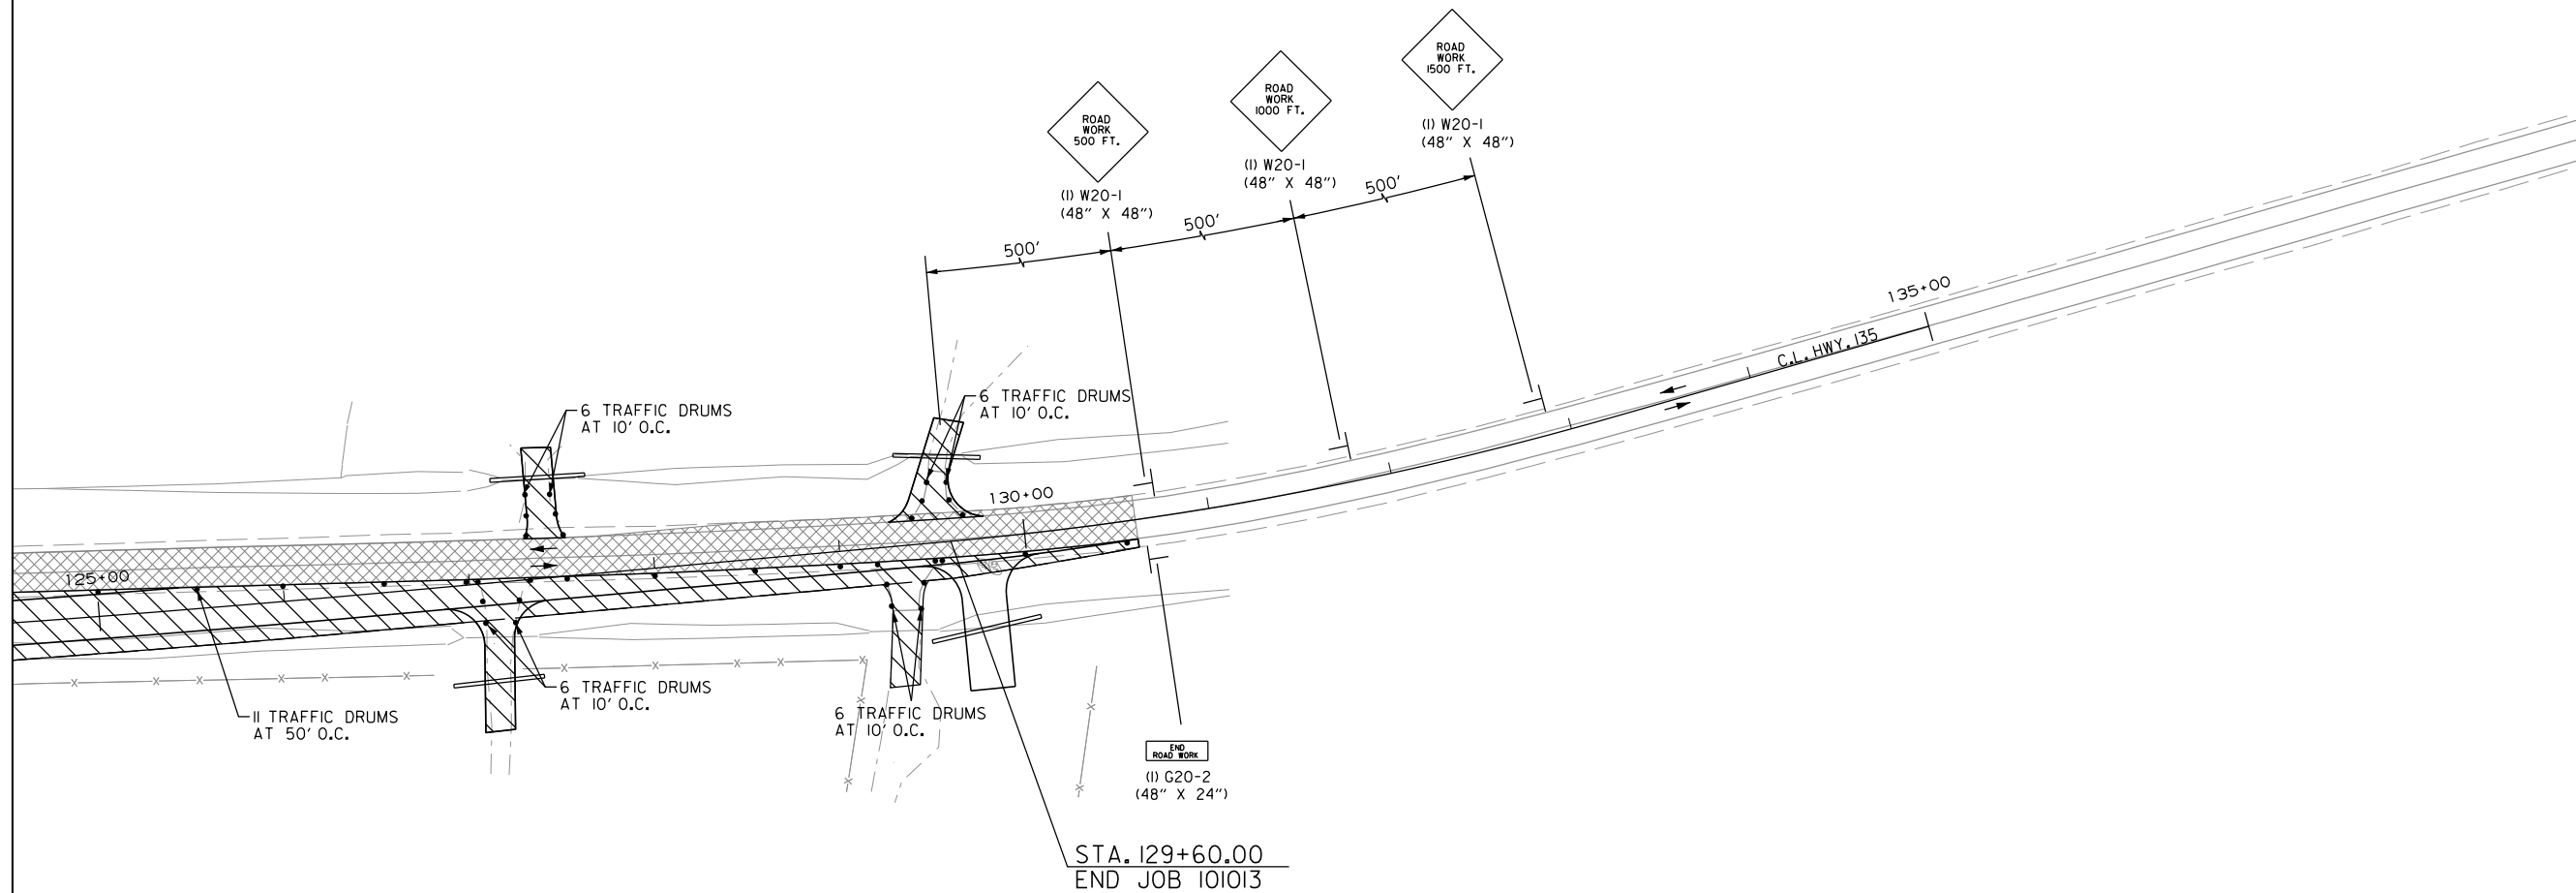 ROAD
WORK
1500 FT.
(1) W20-1
(48" X 48")
ROAD
WORK
1000 FT.
(1) W20-1
(48" X 48")
ROAD
WORK
500 FT.
(1) W20-1
(48" X 48")
500'
500'
500'
135+00
C.L. HWY. 135
6 TRAFFIC DRUMS
AT 10' O.C.
6 TRAFFIC DRUMS
AT 10' O.C.
130+00
125+00
6 TRAFFIC DRUMS
AT 10' O.C.
11 TRAFFIC DRUMS
AT 50' O.C.
6 TRAFFIC DRUMS
AT 10' O.C.
END
ROAD WORK
(1) G20-2
(48" X 24")
STA. 129+60.00
END JOB 101013